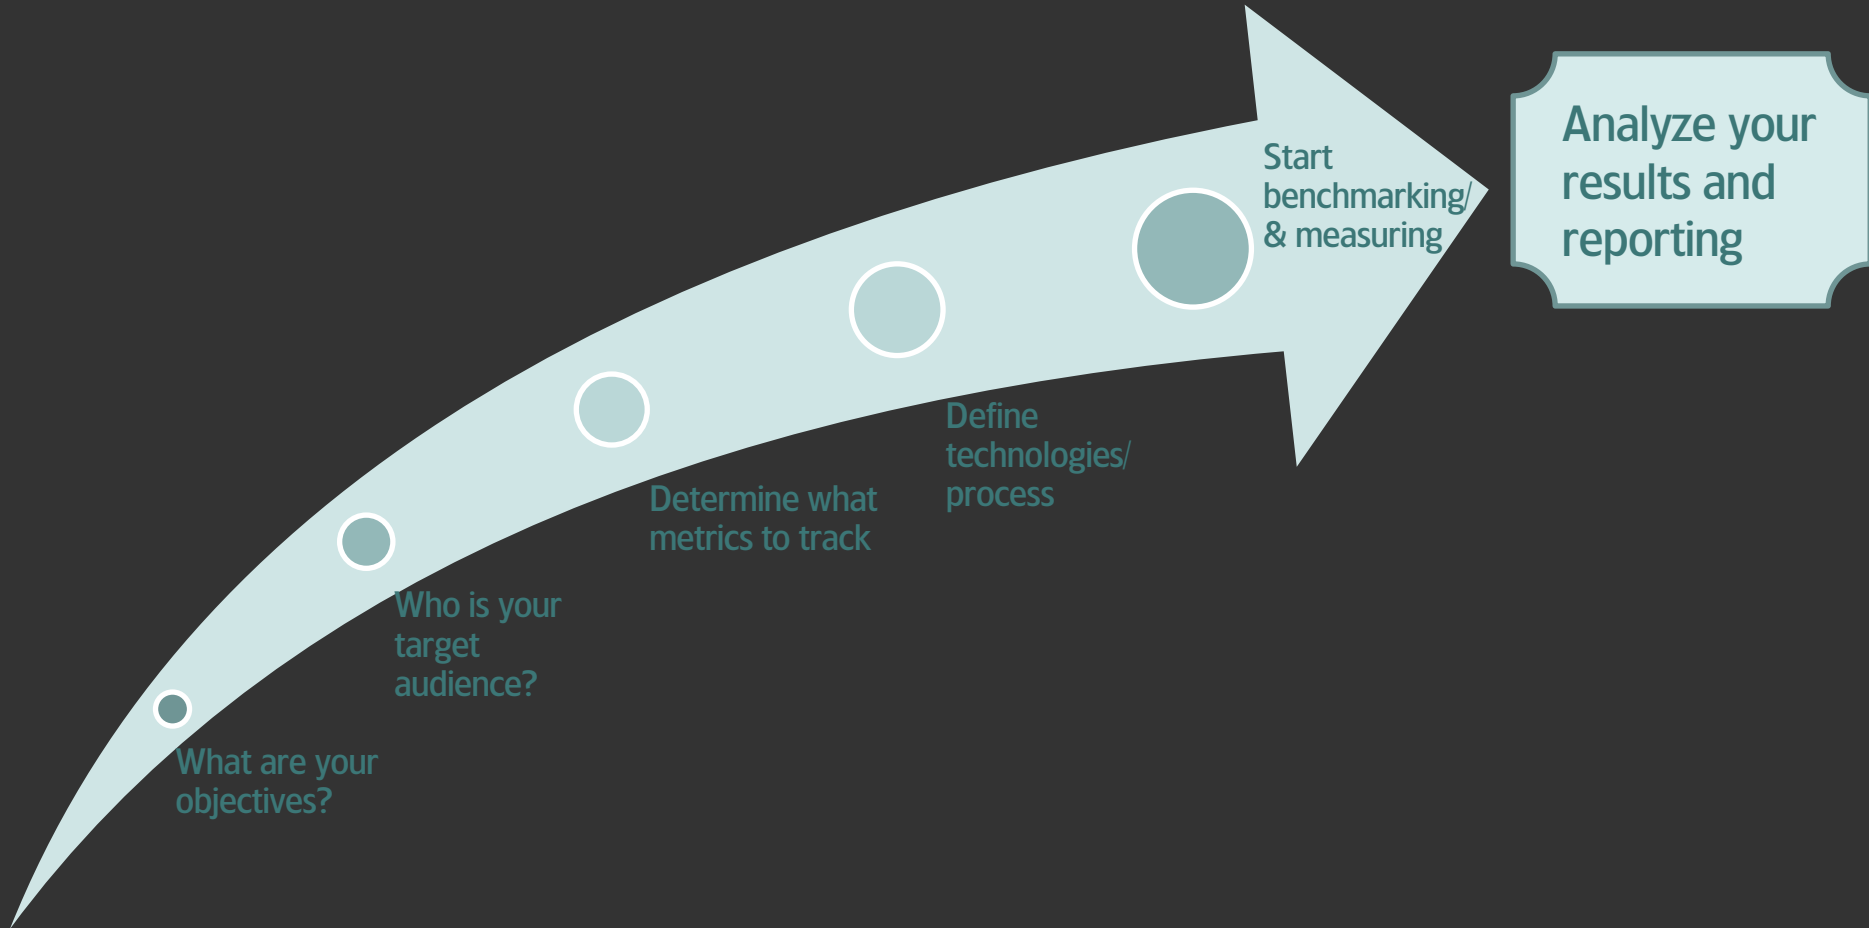 What are your
objectives?
Who is your
target
audience?
Determine what
metrics to track
Define
technologies/
process
Start
benchmarking/
& measuring
Analyze your
results and
reporting